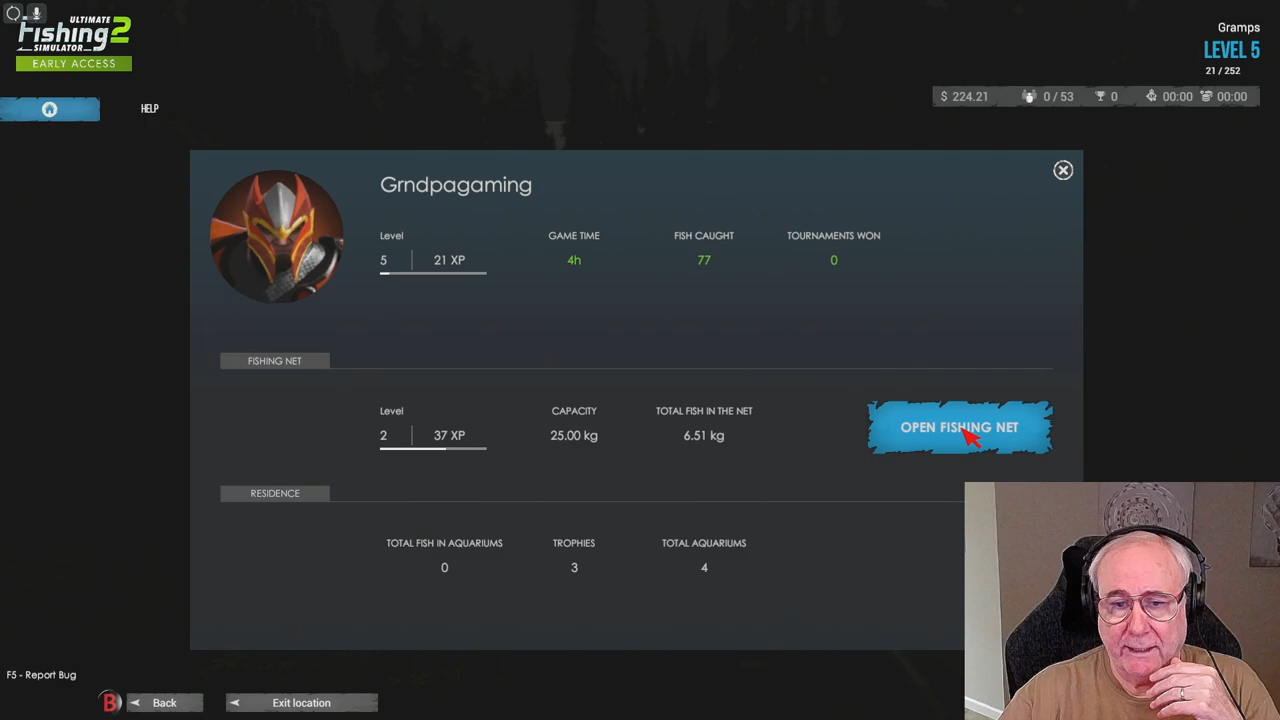 ULTIMATE
Fishing 2
SIMULATOR
EARLY ACCESS
Gramps
LEVEL 5
21 / 252
$ 224.21 0 / 53 0 00:00 00:00
HELP
Grndpagaming
Level GAME TIME FISH CAUGHT TOURNAMENTS WON
5 21 XP 4h 77 0
FISHING NET
Level CAPACITY TOTAL FISH IN THE NET
2 37 XP 25.00 kg 6.51 kg
OPEN FISHING NET
RESIDENCE
TOTAL FISH IN AQUARIUMS TROPHIES TOTAL AQUARIUMS
0 3 4
F5 - Report Bug
B Back Exit location